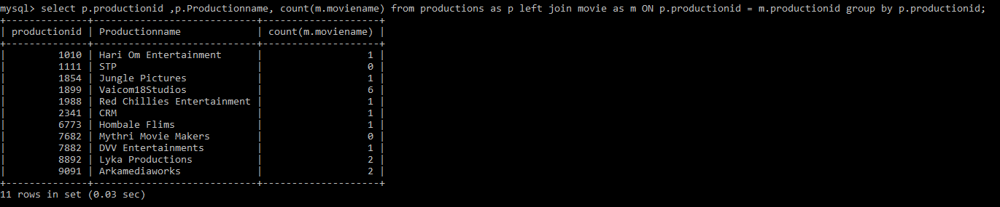 mysql> select p.productionid ,p.Productionname, count(m.moviename) from productions as p left join movie as m ON p.productionid = m.productionid group by p.productionid;
+--------------+----------------------------+--------------------+
| productionid | Productionname             | count(m.moviename) |
+--------------+----------------------------+--------------------+
|         1010 | Hari Om Entertainment      |                  1 |
|         1111 | STP                        |                  0 |
|         1854 | Jungle Pictures            |                  1 |
|         1899 | Vaicom18Studios            |                  6 |
|         1988 | Red Chillies Entertainment |                  1 |
|         2341 | CRM                        |                  1 |
|         6773 | Hombale Flims              |                  1 |
|         7682 | Mythri Movie Makers        |                  0 |
|         7882 | DVV Entertainments         |                  1 |
|         8892 | Lyka Productions           |                  2 |
|         9091 | Arkamediaworks             |                  2 |
+--------------+----------------------------+--------------------+
11 rows in set (0.03 sec)